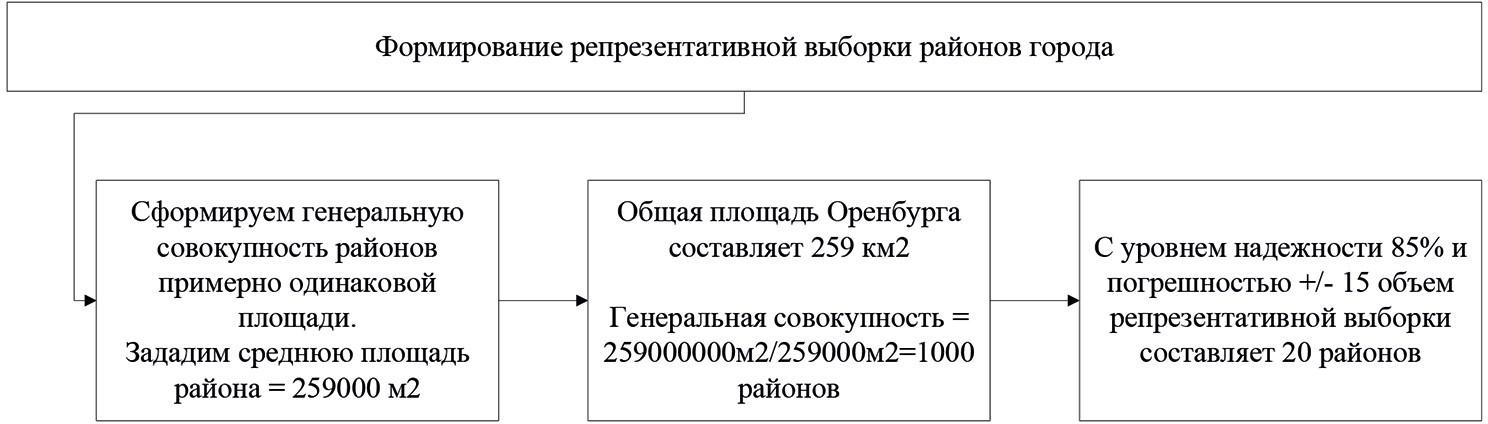 Формирование репрезентативной выборки районов города
Сформируем генеральную
совокупность районов
примерно одинаковой
площади.
Зададим среднюю площадь
района = 259000 м2
Общая площадь Оренбурга
составляет 259 км2
Генеральная совокупность =
259000000м2/259000м2=1000
районов
С уровнем надежности 85% и
погрешностью +/- 15 объем
репрезентативной выборки
составляет 20 районов